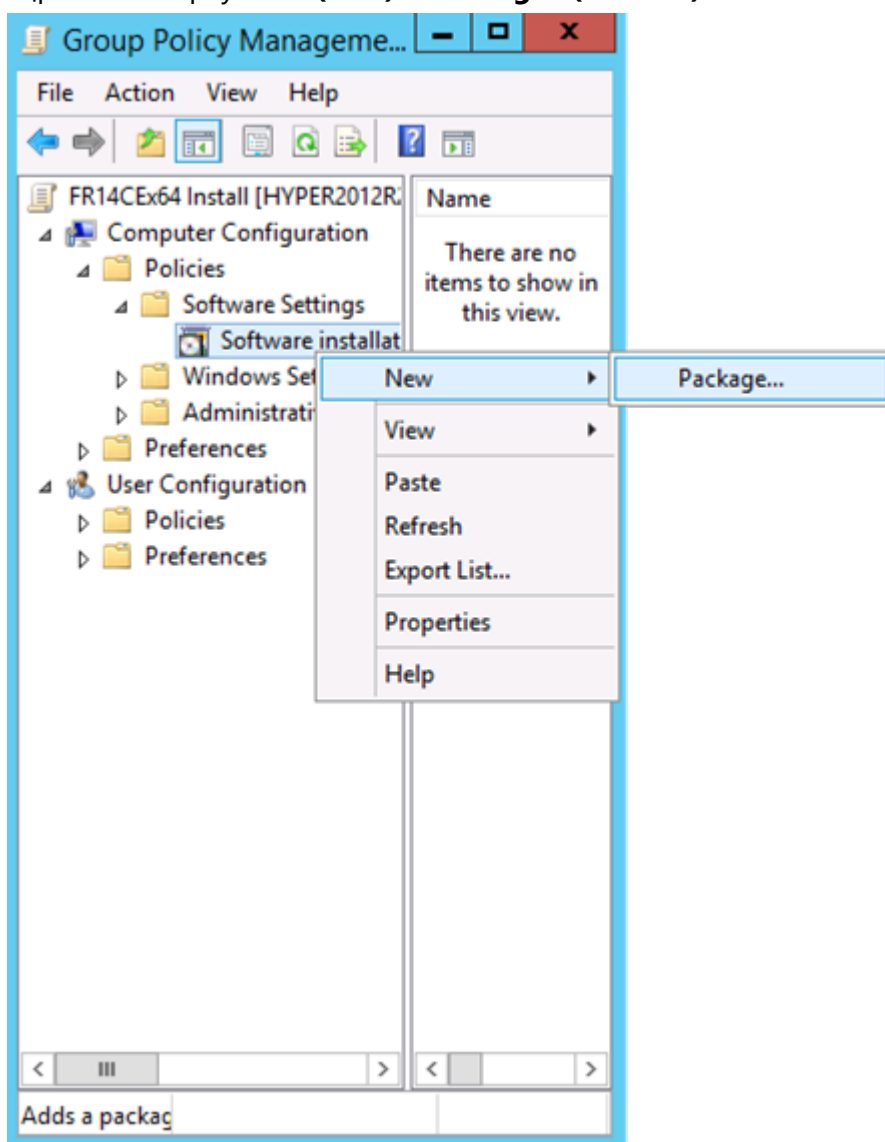 Group Policy Manageme...
File Action View Help
FR14CEx64 Install [HYPER2012R2
Name
Computer Configuration
There are no
items to show in
this view.
Policies
Software Settings
Software installat
Windows Set
Administrati
Preferences
User Configuration
Policies
Preferences
New
Package...
View
Paste
Refresh
Export List...
Properties
Help
Adds a packag